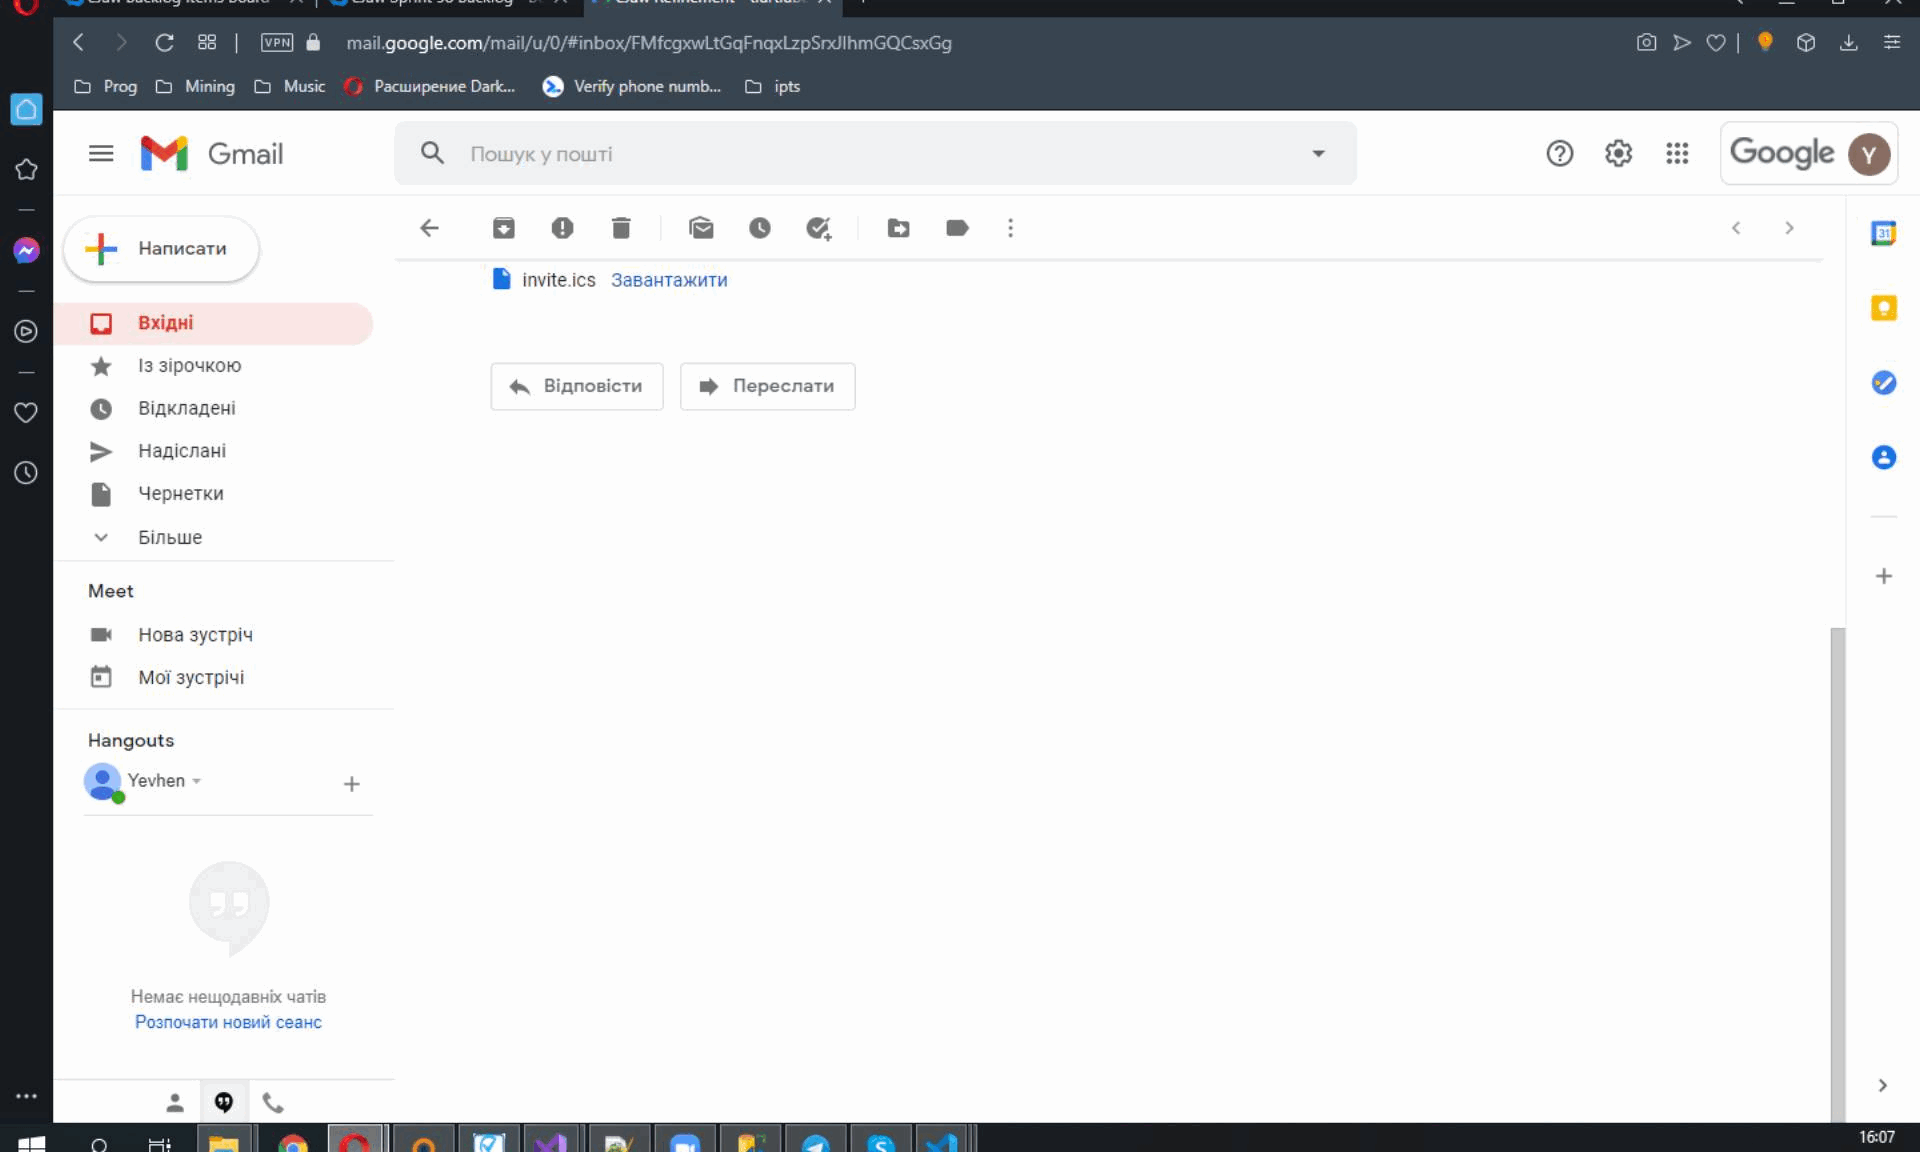 VPN
mail.google.com/mail/u/0/#inbox/FMfcgxwLtGqFnqxLzpSrxJlhmGQCsxGg
Prog
Mining
Music
Расширение Dark...
Verify phone numb...
ipts
Gmail
Пошук у пошті
Google
Y
Написати
31
invite.ics Завантажити
Вхідні
Відповісти
Переслати
Із зірочкою
Відкладені
Надіслані
Чернетки
Більше
Meet
Нова зустріч
Мої зустрічі
Hangouts
Yevhen
Немає нещодавніх чатів
Розпочати новий сеанс
16:07